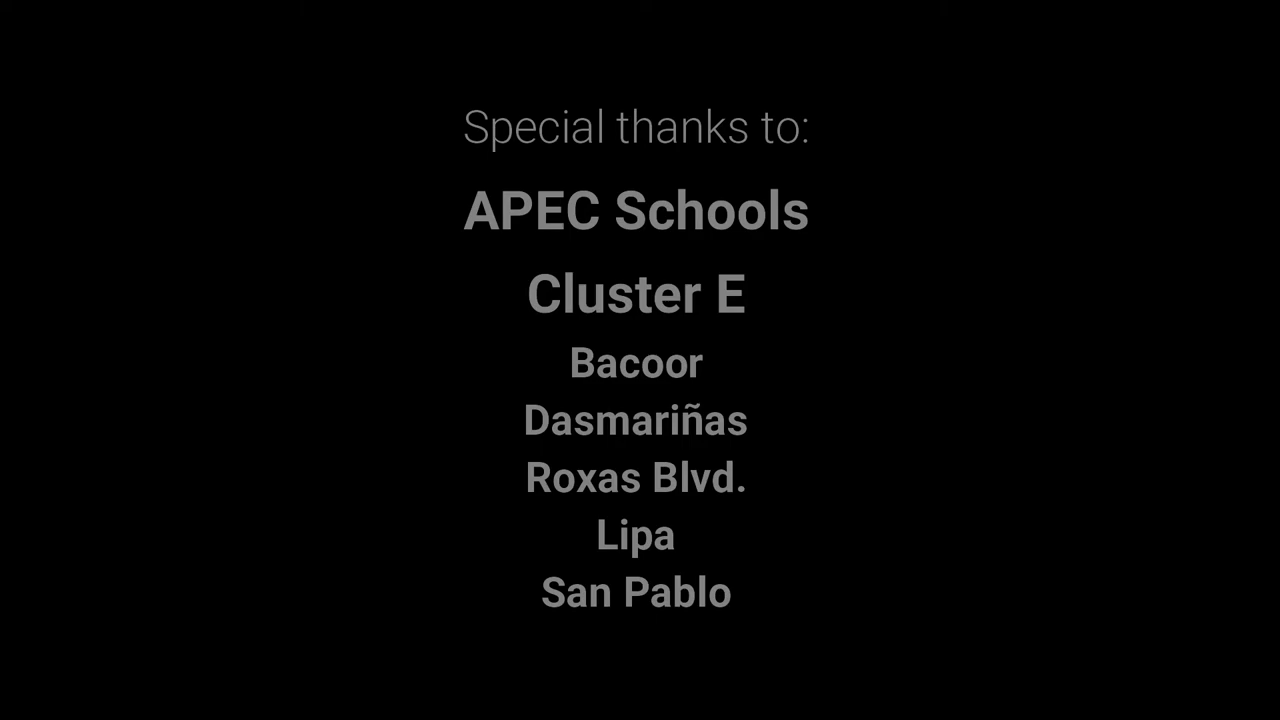 Special thanks to:
APEC Schools
Cluster E
Bacoor
Dasmariñas
Roxas Blvd.
Lipa
San Pablo